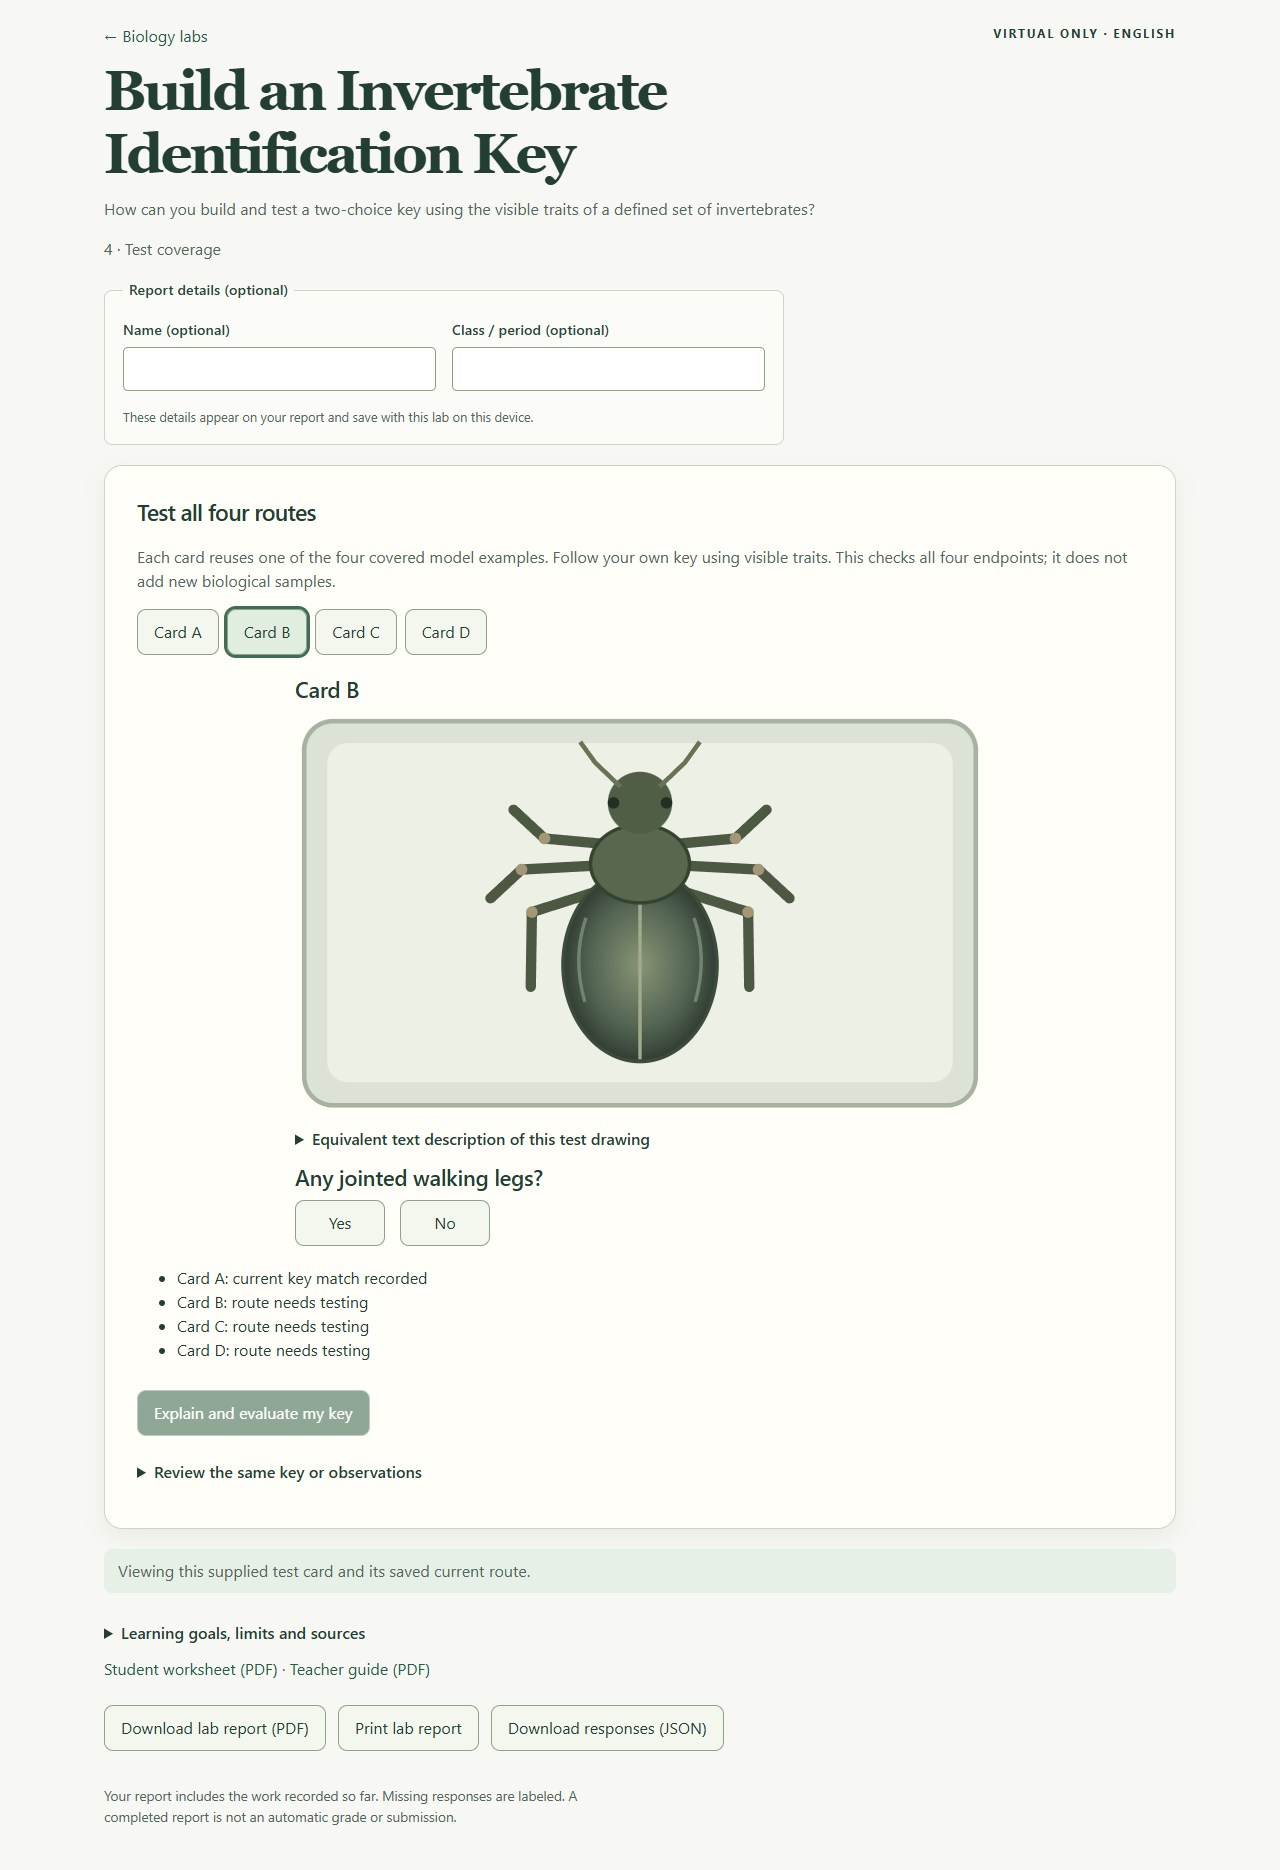 ← Biology labs
VIRTUAL ONLY · ENGLISH
Build an Invertebrate
Identification Key
How can you build and test a two-choice key using the visible traits of a defined set of invertebrates?
4 · Test coverage
Report details (optional)
Name (optional)
Class / period (optional)
These details appear on your report and save with this lab on this device.
Test all four routes
Each card reuses one of the four covered model examples. Follow your own key using visible traits. This checks all four endpoints; it does not
add new biological samples.
Card A
Card B
Card C
Card D
Card B
Equivalent text description of this test drawing
Any jointed walking legs?
Yes
No
Card A: current key match recorded
Card B: route needs testing
Card C: route needs testing
Card D: route needs testing
Explain and evaluate my key
Review the same key or observations
Viewing this supplied test card and its saved current route.
Learning goals, limits and sources
Student worksheet (PDF) · Teacher guide (PDF)
Download lab report (PDF)
Print lab report
Download responses (JSON)
Your report includes the work recorded so far. Missing responses are labeled. A
completed report is not an automatic grade or submission.